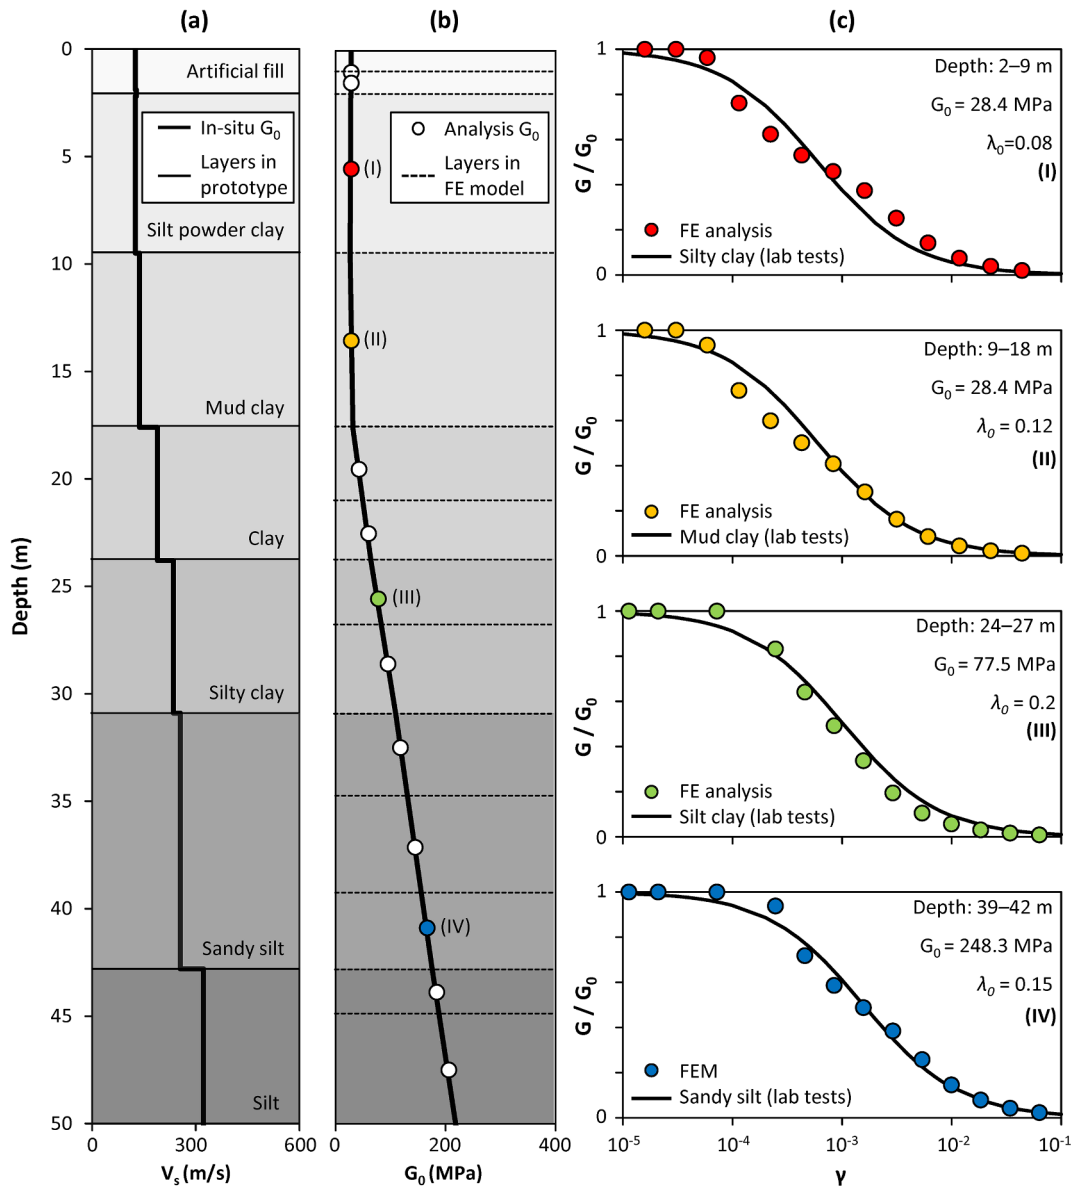 (a)
(b)
(c)
0
5
10
15
20
25
30
35
40
45
50
Depth (m)
Artificial fill
In-situ G₀
Layers in
prototype
Silt powder clay
Mud clay
Clay
Silty clay
Sandy silt
Silt
0
300
600
Vₛ (m/s)
Analysis G₀
Layers in
FE model
(I)
(II)
(III)
(IV)
0
200
400
G₀ (MPa)
1
0
G / G₀
Depth: 2–9 m
G₀ = 28.4 MPa
λ₀=0.08
(I)
FE analysis
Silty clay (lab tests)
1
0
G / G₀
Depth: 9–18 m
G₀ = 28.4 MPa
λ₀ = 0.12
(II)
FE analysis
Mud clay (lab tests)
1
0
G / G₀
Depth: 24–27 m
G₀ = 77.5 MPa
λ₀ = 0.2
(III)
FE analysis
Silt clay (lab tests)
1
0
G / G₀
Depth: 39–42 m
G₀ = 248.3 MPa
λ₀ = 0.15
(IV)
FEM
Sandy silt (lab tests)
10⁻⁵
10⁻⁴
10⁻³
10⁻²
10⁻¹
γ